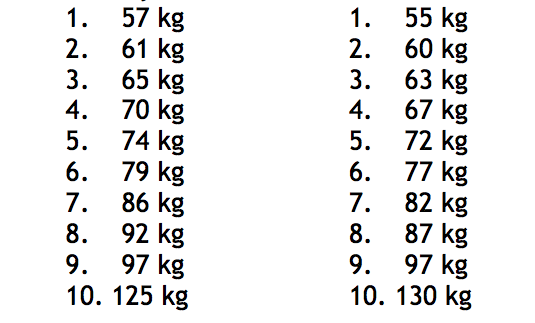 1. 57 kg 1. 55 kg
2. 61 kg 2. 60 kg
3. 65 kg 3. 63 kg
4. 70 kg 4. 67 kg
5. 74 kg 5. 72 kg
6. 79 kg 6. 77 kg
7. 86 kg 7. 82 kg
8. 92 kg 8. 87 kg
9. 97 kg 9. 97 kg
10. 125 kg 10. 130 kg